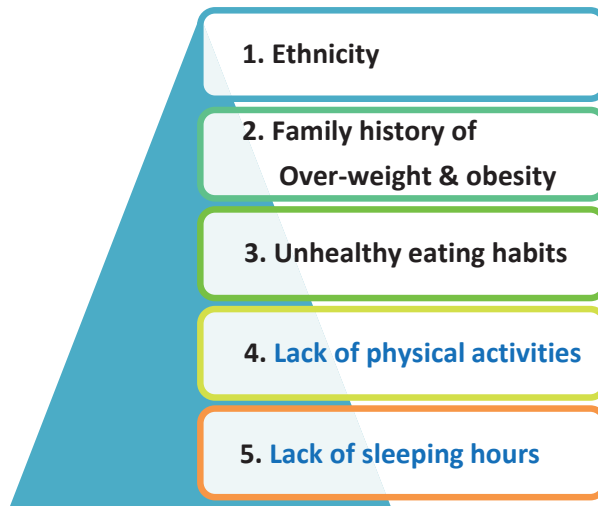 1. Ethnicity
2. Family history of
Over-weight & obesity
3. Unhealthy eating habits
4. Lack of physical activities
5. Lack of sleeping hours